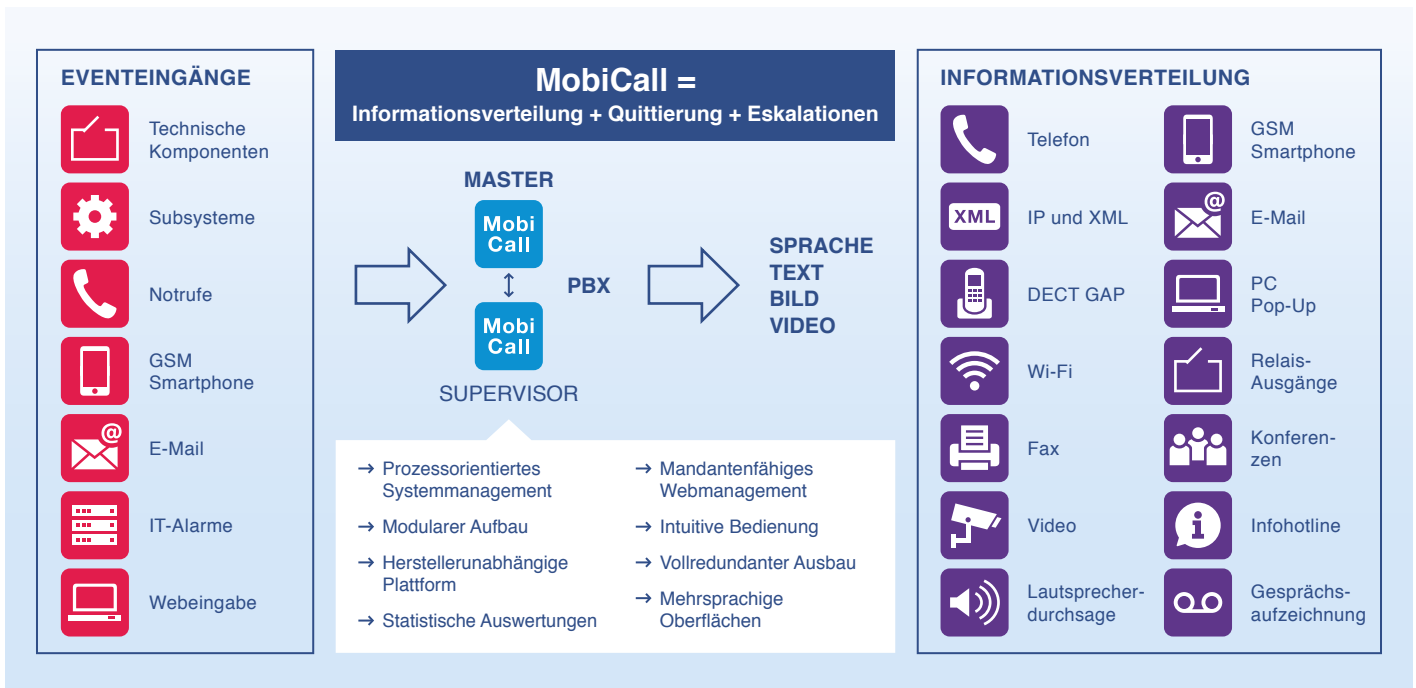 EVENTEINGÄNGE
Technische
Komponenten
Subsysteme
Notrufe
GSM
Smartphone
@
E-Mail
IT-Alarme
Webeingabe
MobiCall =
Informationsverteilung + Quittierung + Eskalationen
MASTER
Mobi
Call
PBX
Mobi
Call
SUPERVISOR
SPRACHE
TEXT
BILD
VIDEO
→ Prozessorientiertes
Systemmanagement
→ Modularer Aufbau
→ Herstellerunabhängige
Plattform
→ Statistische Auswertungen
→ Mandantenfähiges
Webmanagement
→ Intuitive Bedienung
→ Vollredundanter Ausbau
→ Mehrsprachige
Oberflächen
INFORMATIONSVERTEILUNG
Telefon
XML
IP und XML
DECT GAP
Wi-Fi
Fax
Video
Lautsprecher-
durchsage
GSM
Smartphone
@
E-Mail
PC
Pop-Up
Relais-
Ausgänge
Konferen-
zen
i
Infohotline
Gesprächs-
aufzeichnung